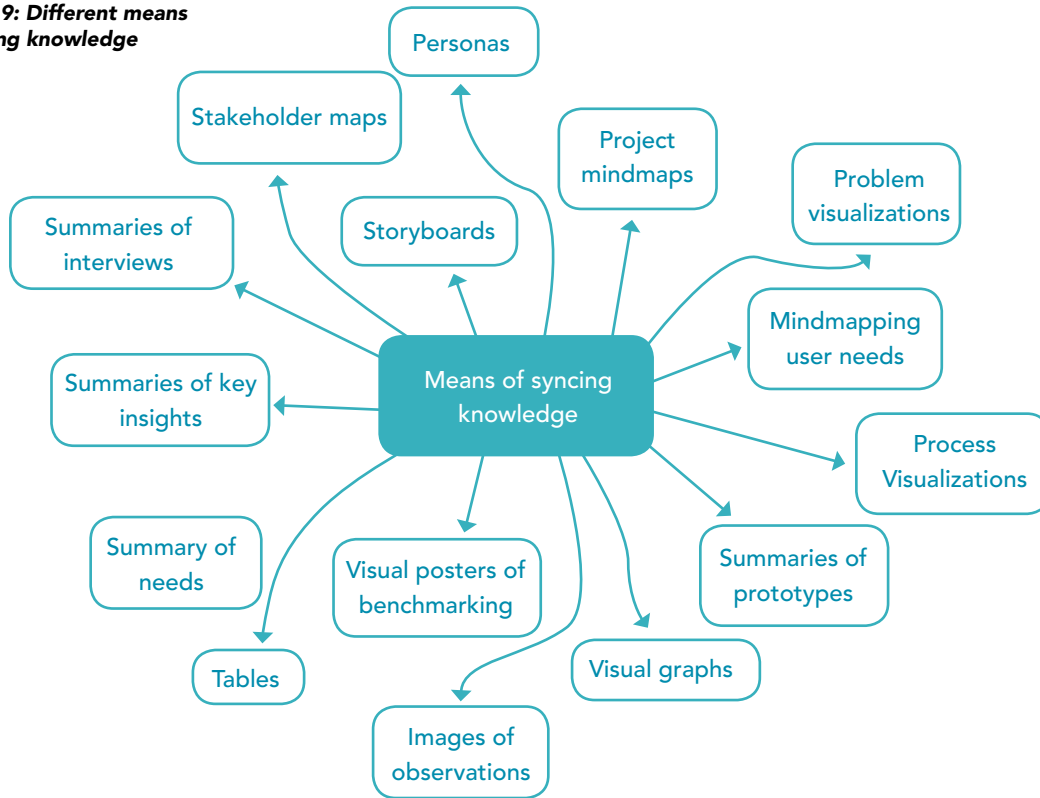 9: Different means
ng knowledge
Personas
Stakeholder maps
Project
mindmaps
Problem
visualizations
Summaries of
interviews
Storyboards
Mindmapping
user needs
Means of syncing
knowledge
Summaries of key
insights
Process
Visualizations
Summary of
needs
Visual posters of
benchmarking
Summaries of
prototypes
Tables
Visual graphs
Images of
observations